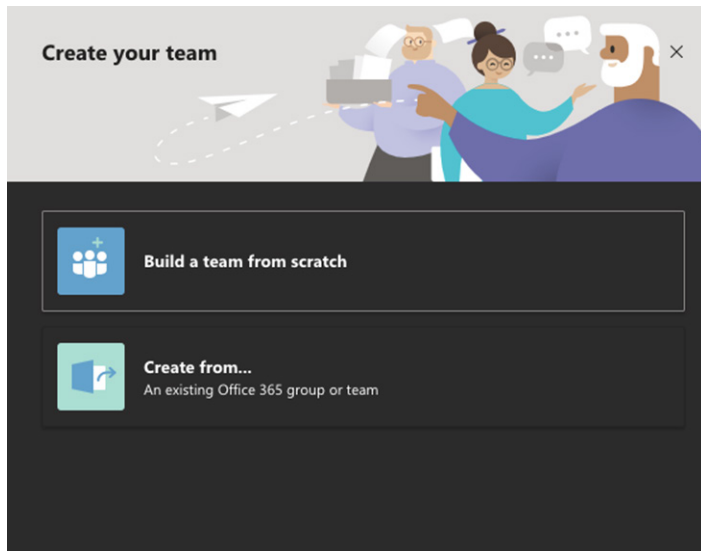 Create your team
Build a team from scratch
Create from...
An existing Office 365 group or team